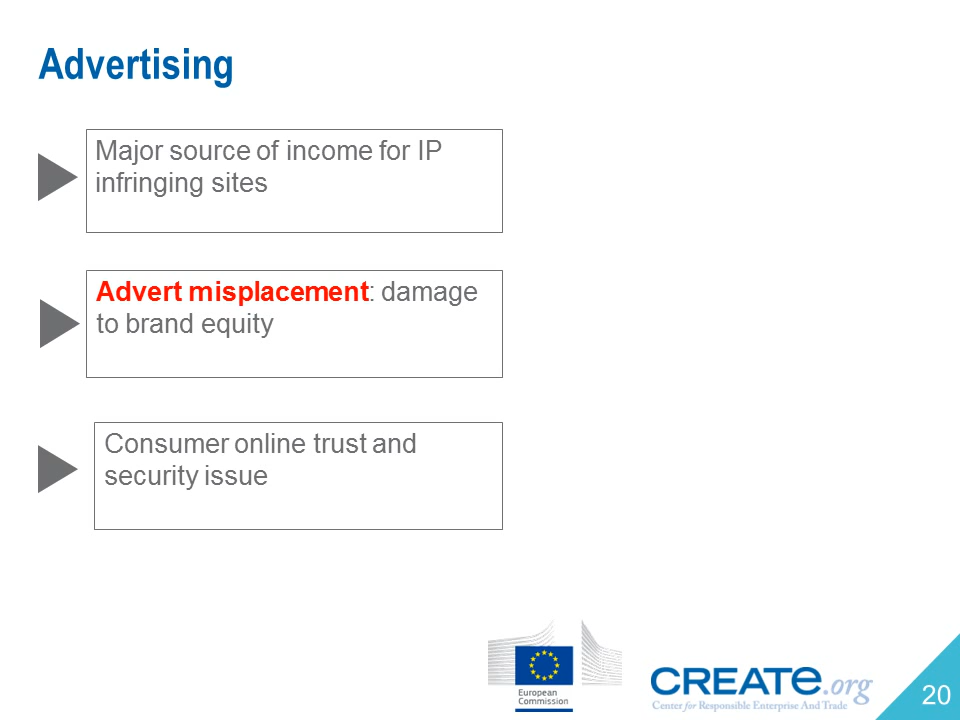 Advertising
Major source of income for IP
infringing sites
Advert misplacement: damage
to brand equity
Consumer online trust and
security issue
European
Commission
CREATe.org
Center for Responsible Enterprise And Trade
20